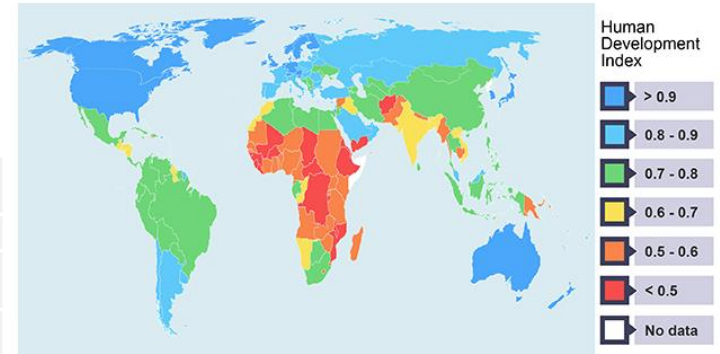 Human
Development
Index
> 0.9
0.8 - 0.9
0.7 - 0.8
0.6 - 0.7
0.5 - 0.6
< 0.5
No data